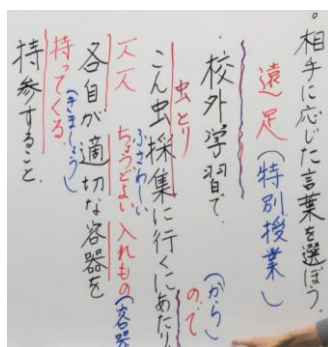 。相手に応じた言葉を選ぼう。
遠足(特別授業)
校外学習で、
虫とり
こん虫採集に行くにあたり、
(から)
ので
一人一人
ちょうどよい 入れもの(容器
ふさわしい
各自が適切な容器を
持ってくる
(きましょう)
持参すること。